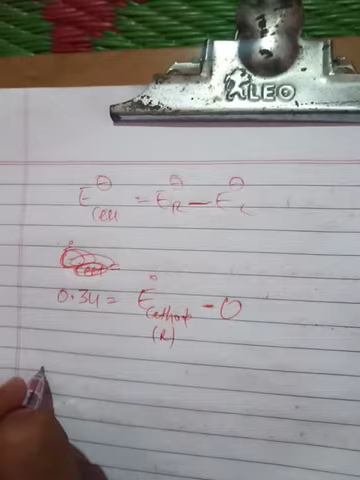 KLEO
E⊖cell = E⊖R — E⊖L
0.34 = E°cathode - 0
(R)